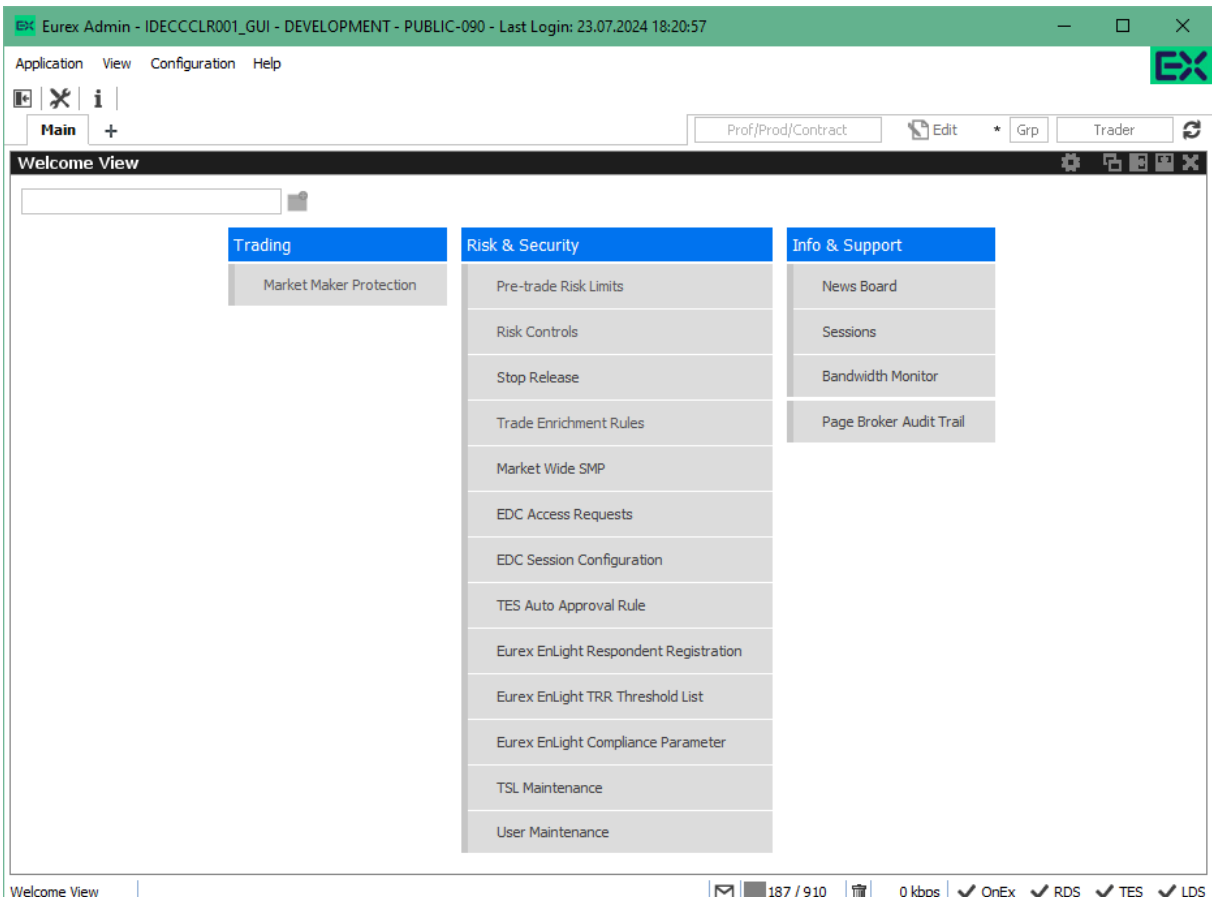 Eurex Admin - IDECCCLR001_GUI - DEVELOPMENT - PUBLIC-090 - Last Login: 23.07.2024 18:20:57
Application View Configuration Help
EX
Main + Prof/Prod/Contract Edit * Grp Trader
Welcome View
Trading Risk & Security Info & Support
Market Maker Protection Pre-trade Risk Limits News Board
Risk Controls Sessions
Stop Release Bandwidth Monitor
Trade Enrichment Rules Page Broker Audit Trail
Market Wide SMP
EDC Access Requests
EDC Session Configuration
TES Auto Approval Rule
Eurex EnLight Respondent Registration
Eurex EnLight TRR Threshold List
Eurex EnLight Compliance Parameter
TSL Maintenance
User Maintenance
Welcome View 187 / 910 0 kbps OnEx RDS TES LDS